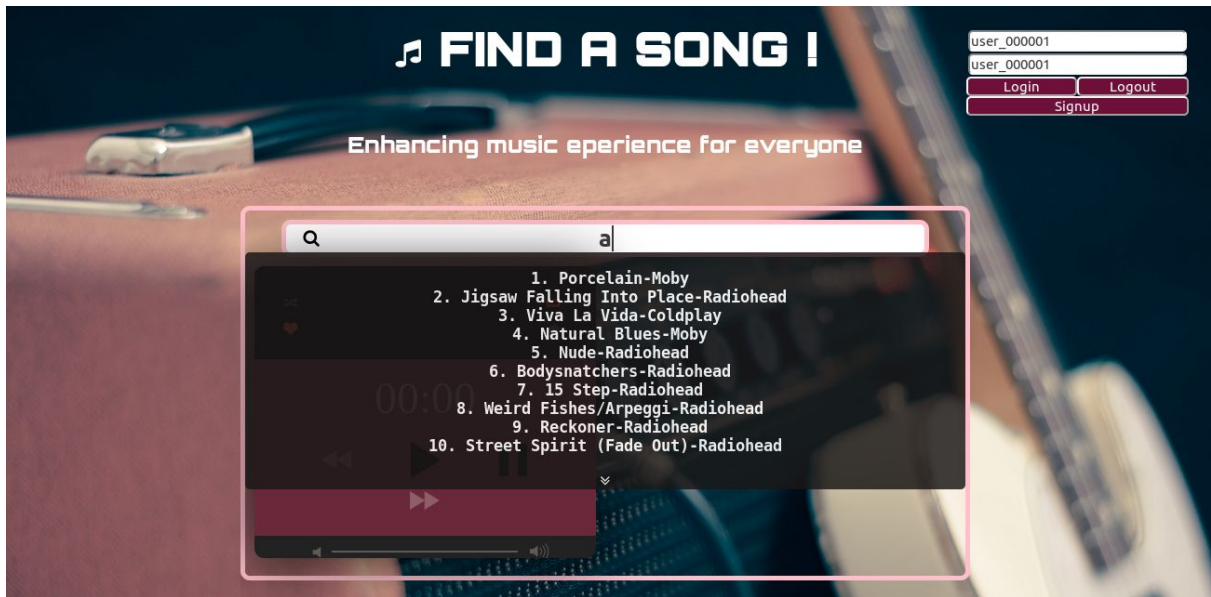 ♫ FIND A SONG !
user_000001
user_000001
Login Logout
Signup
Enhancing music eperience for everyone
a
1. Porcelain-Moby
2. Jigsaw Falling Into Place-Radiohead
3. Viva La Vida-Coldplay
4. Natural Blues-Moby
5. Nude-Radiohead
6. Bodysnatchers-Radiohead
7. 15 Step-Radiohead
8. Weird Fishes/Arpeggi-Radiohead
9. Reckoner-Radiohead
10. Street Spirit (Fade Out)-Radiohead
00:00